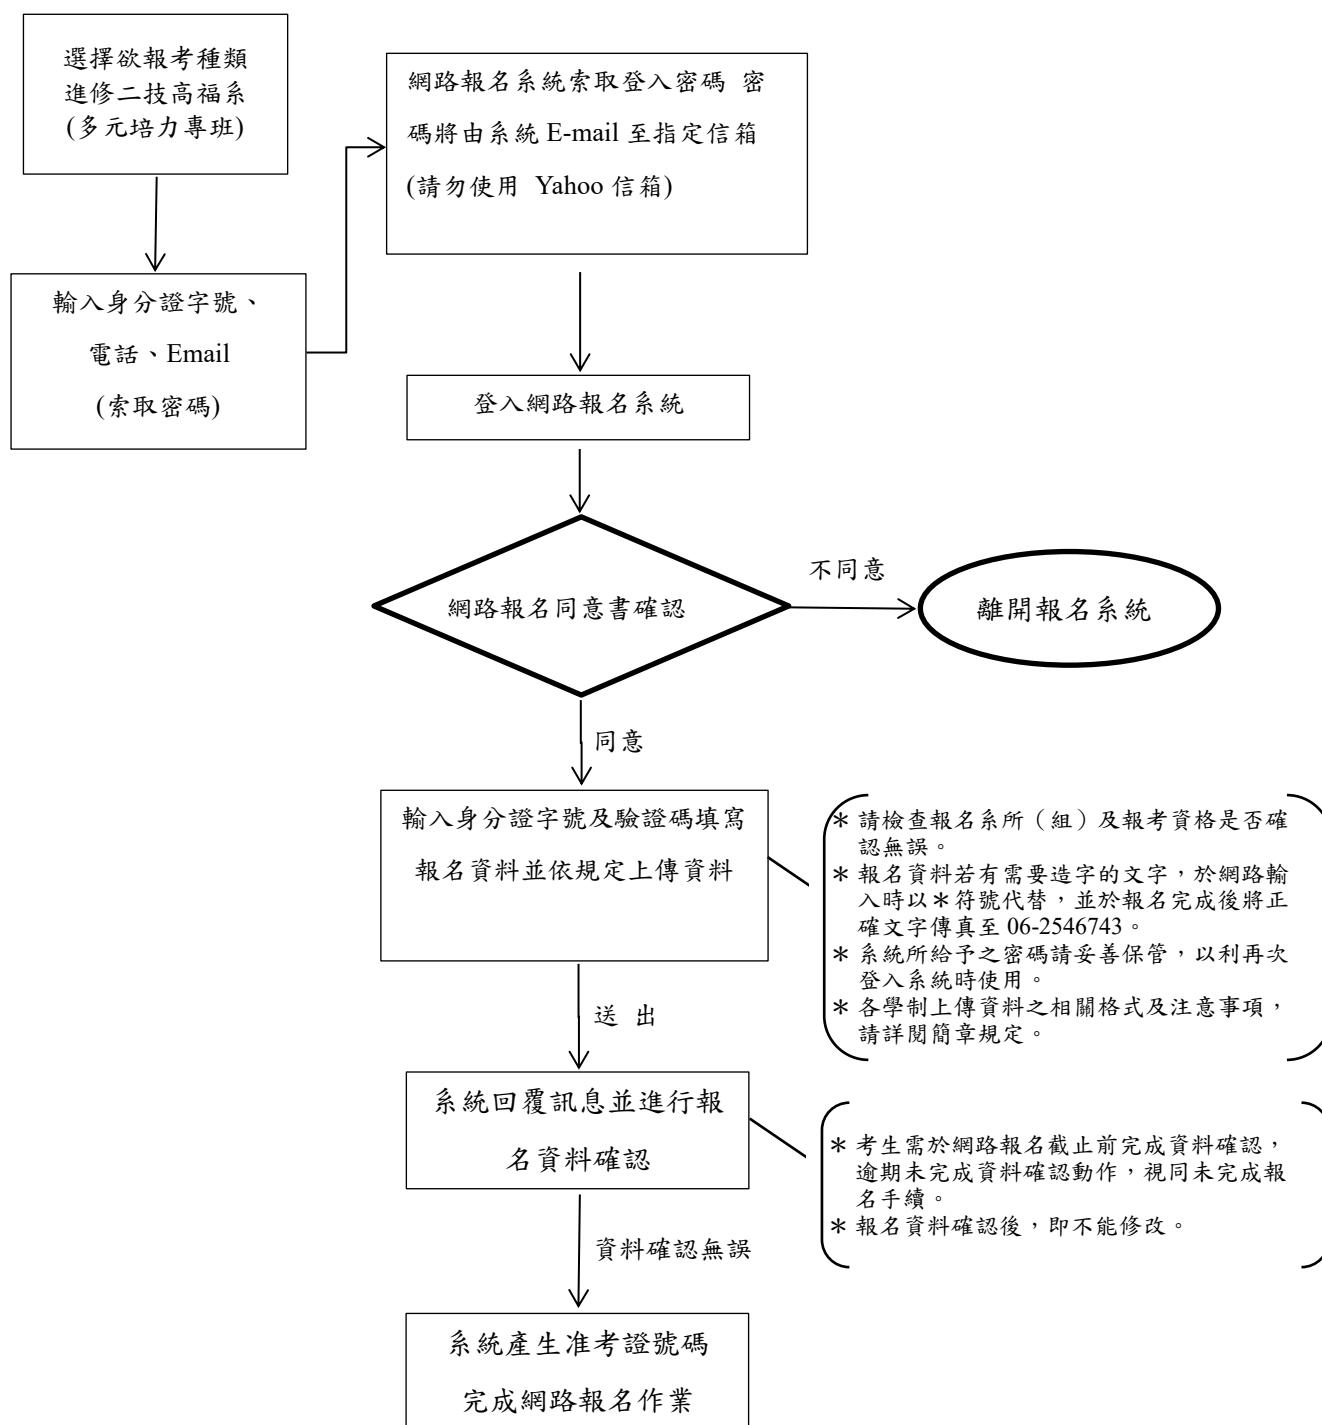 選擇欲報考種類
進修二技高福系
(多元培力專班)
輸入身分證字號、
電話、Email
(索取密碼)
網路報名系統索取登入密碼 密
碼將由系統 E-mail 至指定信箱
(請勿使用 Yahoo 信箱)
登入網路報名系統
網路報名同意書確認
不同意
離開報名系統
同意
輸入身分證字號及驗證碼填寫
報名資料並依規定上傳資料
＊請檢查報名系所（組）及報考資格是否確
認無誤。
＊報名資料若有需要造字的文字，於網路輸
入時以＊符號代替，並於報名完成後將正
確文字傳真至 06-2546743。
＊系統所給予之密碼請妥善保管，以利再次
登入系統時使用。
＊各學制上傳資料之相關格式及注意事項，
請詳閱簡章規定。
送 出
系統回覆訊息並進行報
名資料確認
＊考生需於網路報名截止前完成資料確認，
逾期未完成資料確認動作，視同未完成報
名手續。
＊報名資料確認後，即不能修改。
資料確認無誤
系統產生准考證號碼
完成網路報名作業